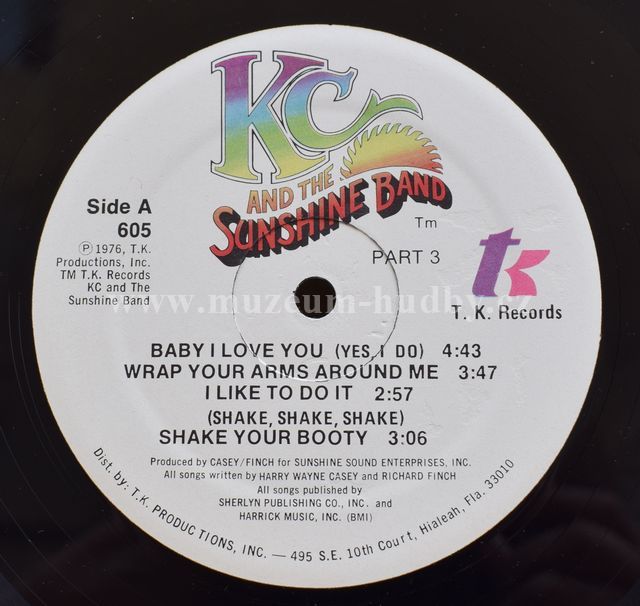 KC
AND THE
SUNSHINE BAND
Tm
Side A
605
℗ 1976, T.K.
Productions, Inc.
TM T.K. Records
KC and The
Sunshine Band
PART 3
tk
T. K. Records
www.muzeum-hudby.cz
BABY I LOVE YOU (YES, I DO) 4:43
WRAP YOUR ARMS AROUND ME 3:47
I LIKE TO DO IT 2:57
(SHAKE, SHAKE, SHAKE)
SHAKE YOUR BOOTY 3:06
Produced by CASEY/FINCH for SUNSHINE SOUND ENTERPRISES, INC.
All songs written by HARRY WAYNE CASEY and RICHARD FINCH
All songs published by
SHERLYN PUBLISHING CO., INC. and
HARRICK MUSIC, INC. (BMI)
Dist. by: T.K. PRODUCTIONS, INC. — 495 S.E. 10th Court, Hialeah, Fla. 33010